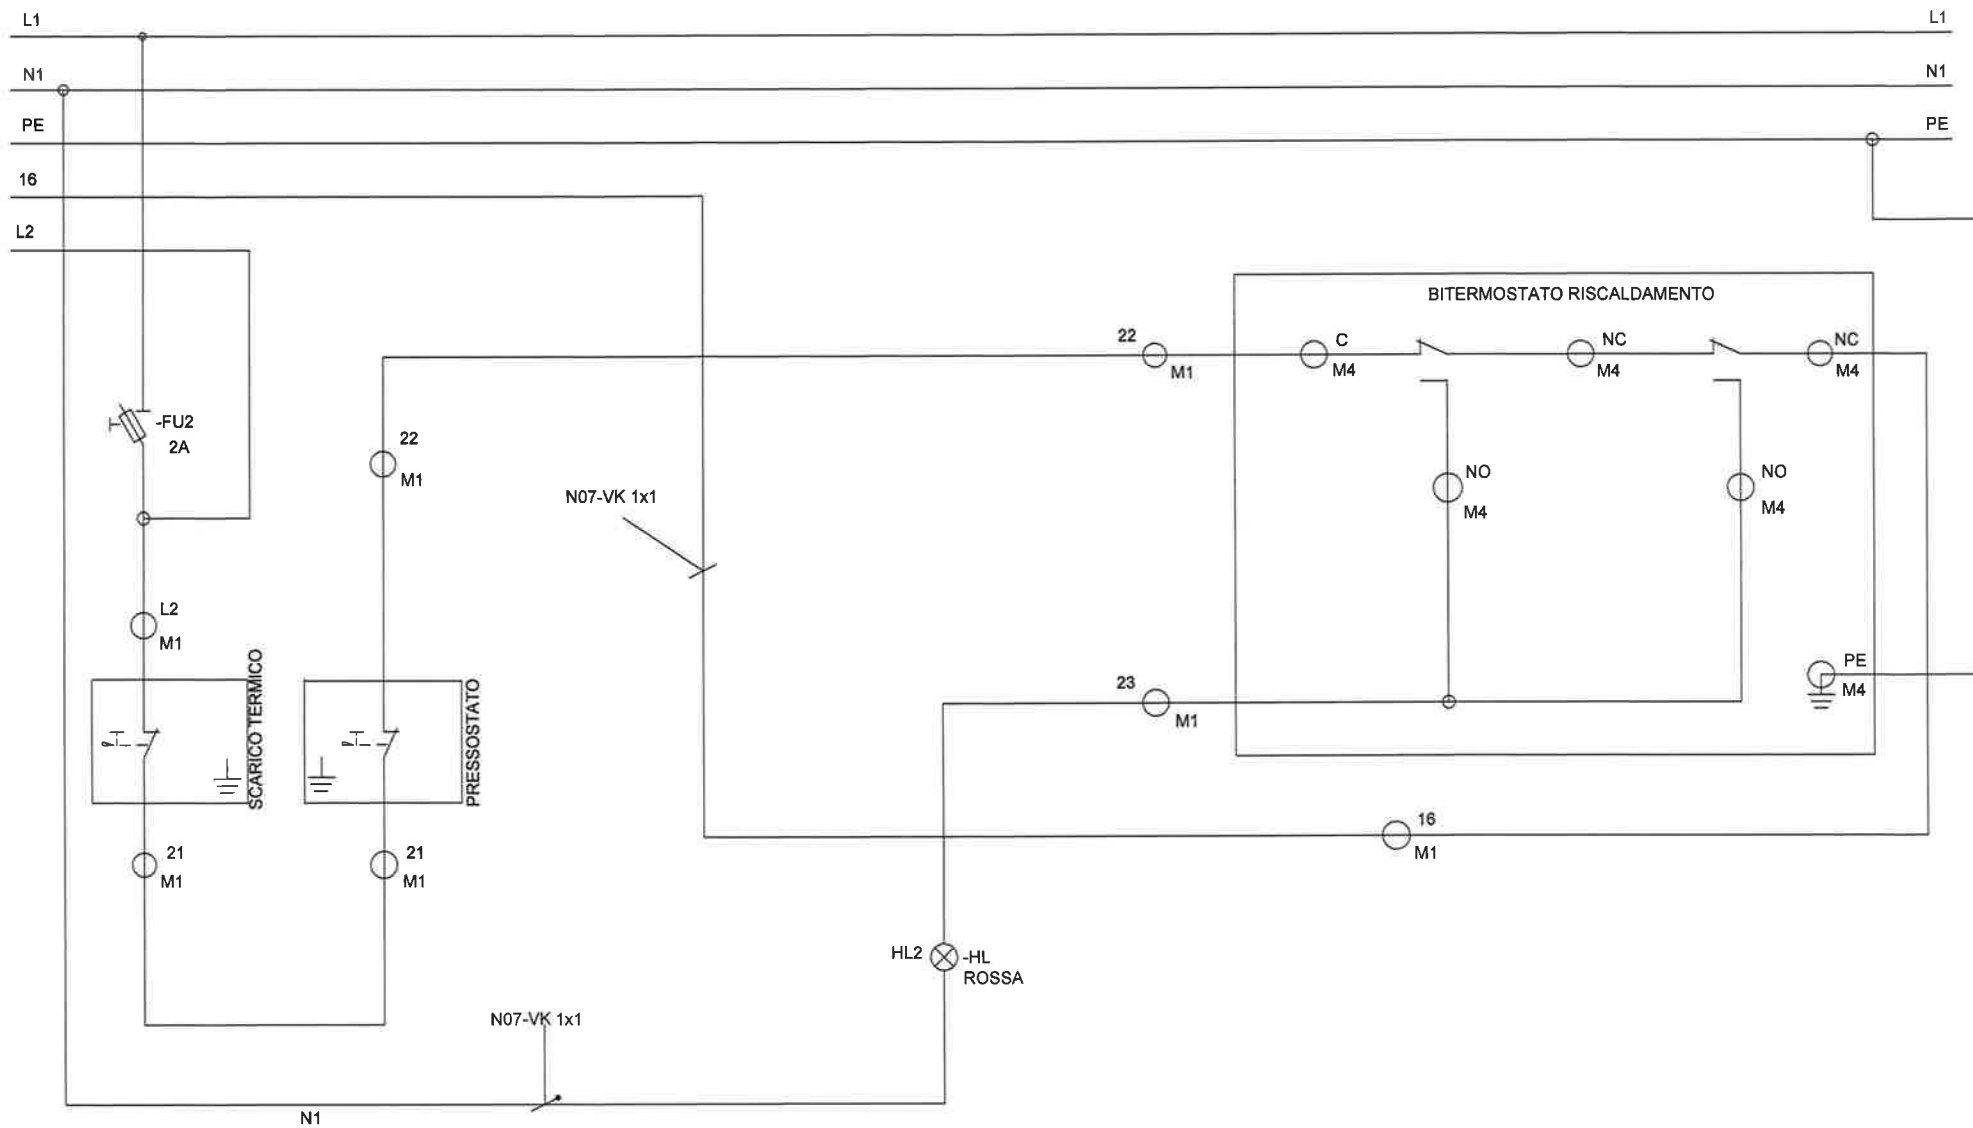 L1
L1
N1
N1
PE
PE
16
L2
BITERMOSTATO RISCALDAMENTO
22
M1
C
M4
NC
M4
NC
M4
-FU2
2A
22
M1
NO
M4
NO
M4
N07-VK 1x1
L2
M1
SCARICO TERMICO
PRESSOSTATO
PE
M4
23
M1
16
M1
21
M1
21
M1
HL2
-HL
ROSSA
N07-VK 1x1
N1